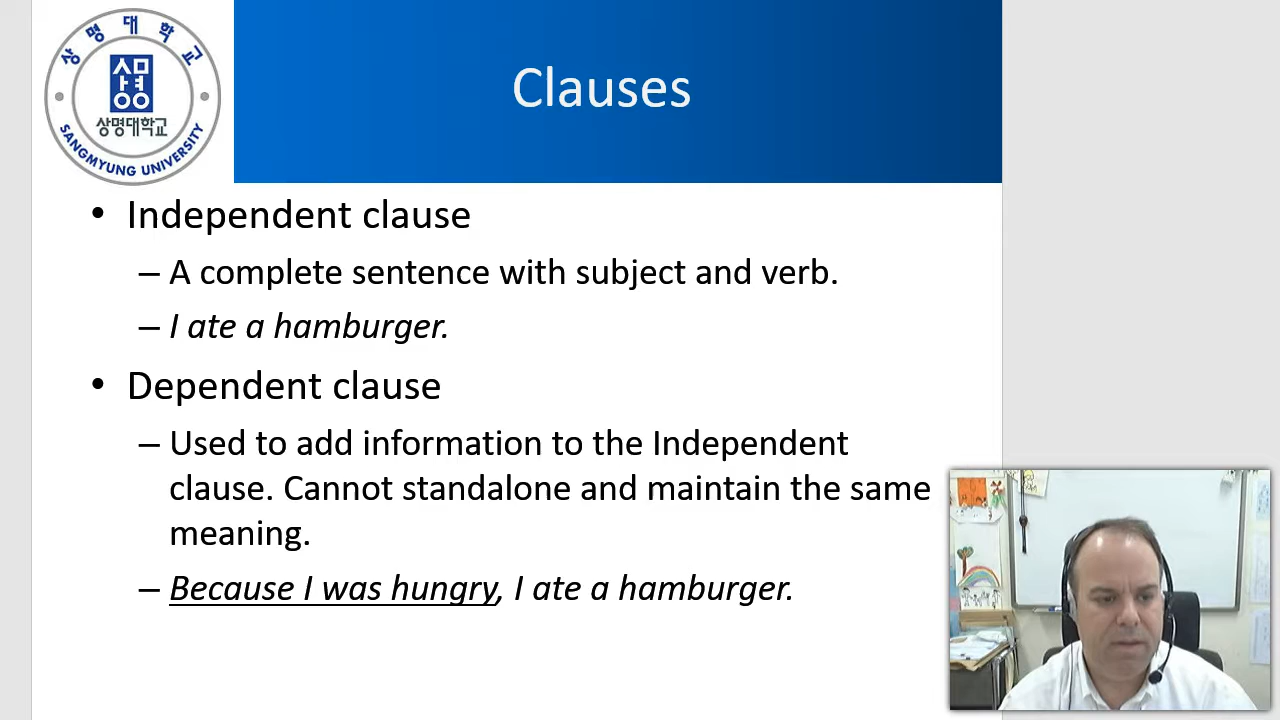 상명대학교
상명
상명대학교
SANGMYUNG UNIVERSITY
Clauses
• Independent clause
– A complete sentence with subject and verb.
– I ate a hamburger.
• Dependent clause
– Used to add information to the Independent
clause. Cannot standalone and maintain the same
meaning.
– Because I was hungry, I ate a hamburger.